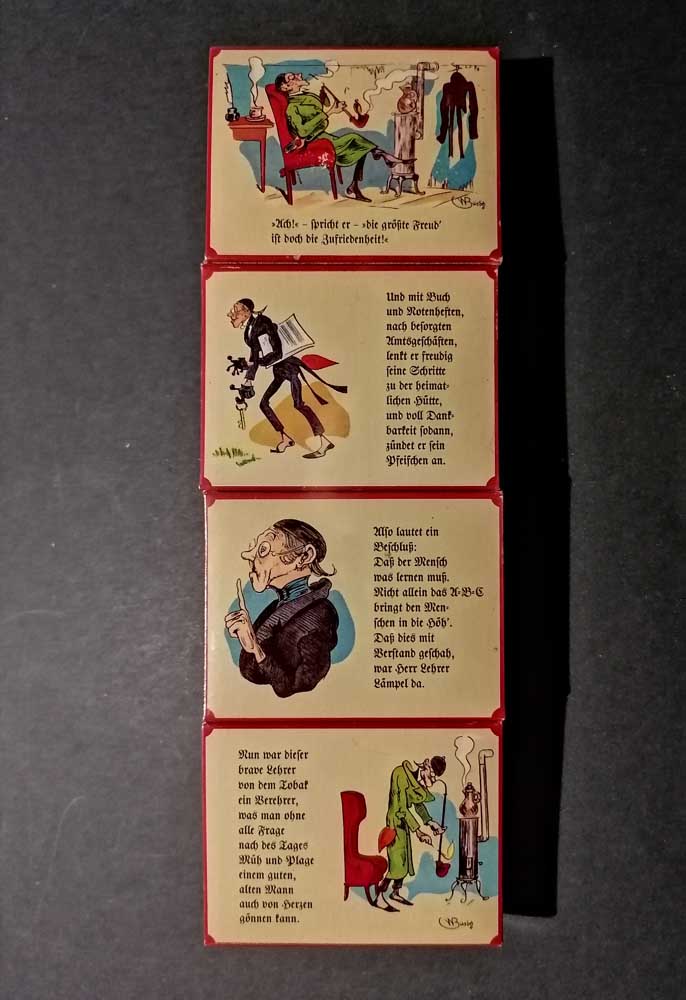 »Ach!« – spricht er – »die größte Freud'
ist doch die Zufriedenheit!«
WBusch
Und mit Buch
und Notenheften,
nach besorgten
Amtsgeschäften,
lenkt er freudig
seine Schritte
zu der heimat-
lichen Hütte,
und voll Dank-
barkeit sodann,
zündet er sein
Pfeifchen an.
Also lautet ein
Beschluß:
Daß der Mensch
was lernen muß.
Nicht allein das A-B-C
bringt den Men-
schen in die Höh'.
Daß dies mit
Verstand geschah,
war Herr Lehrer
Lämpel da.
Nun war dieser
brave Lehrer
von dem Tobak
ein Verehrer,
was man ohne
alle Frage
nach des Tages
Müh und Plage
einem guten,
alten Mann
auch von Herzen
gönnen kann.
WBusch